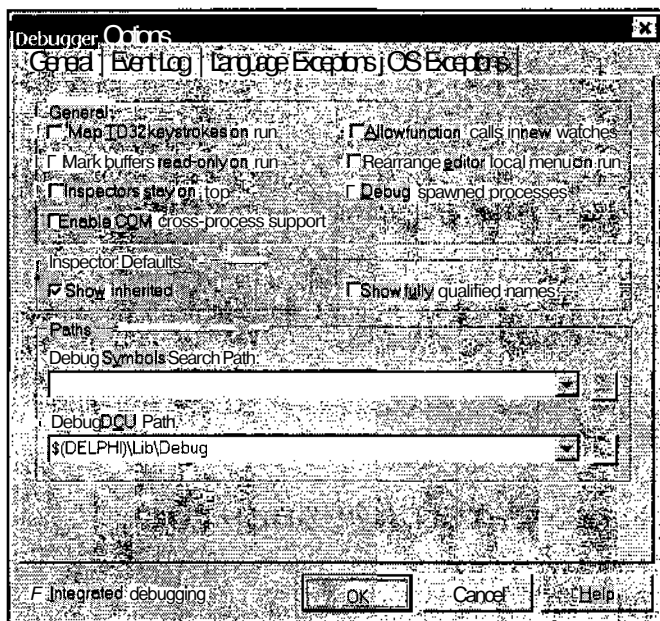 Debugger Options
General | Event Log | Language Exceptions | OS Exceptions |
General
Map TD32 keystrokes on run
Allow function calls in new watches
Mark buffers read-only on run
Rearrange editor local menu on run
Inspectors stay on top
Debug spawned processes
Enable COM cross-process support
Inspector Defaults
Show inherited
Show fully qualified names
Paths
Debug Symbols Search Path:
Debug DCU Path:
$(DELPHI)\Lib\Debug
Integrated debugging
OK
Cancel
Help